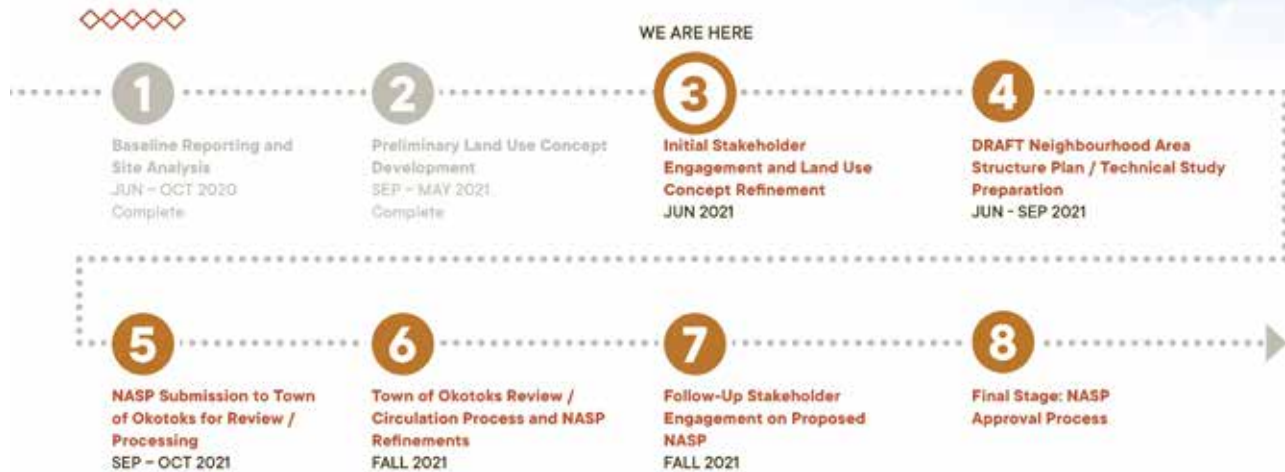 WE ARE HERE
1
Baseline Reporting and
Site Analysis
JUN – OCT 2020
Complete
2
Preliminary Land Use Concept
Development
SEP – MAY 2021
Complete
3
Initial Stakeholder
Engagement and Land Use
Concept Refinement
JUN 2021
4
DRAFT Neighbourhood Area
Structure Plan / Technical Study
Preparation
JUN - SEP 2021
5
NASP Submission to Town
of Okotoks for Review /
Processing
SEP – OCT 2021
6
Town of Okotoks Review /
Circulation Process and NASP
Refinements
FALL 2021
7
Follow-Up Stakeholder
Engagement on Proposed
NASP
FALL 2021
8
Final Stage: NASP
Approval Process